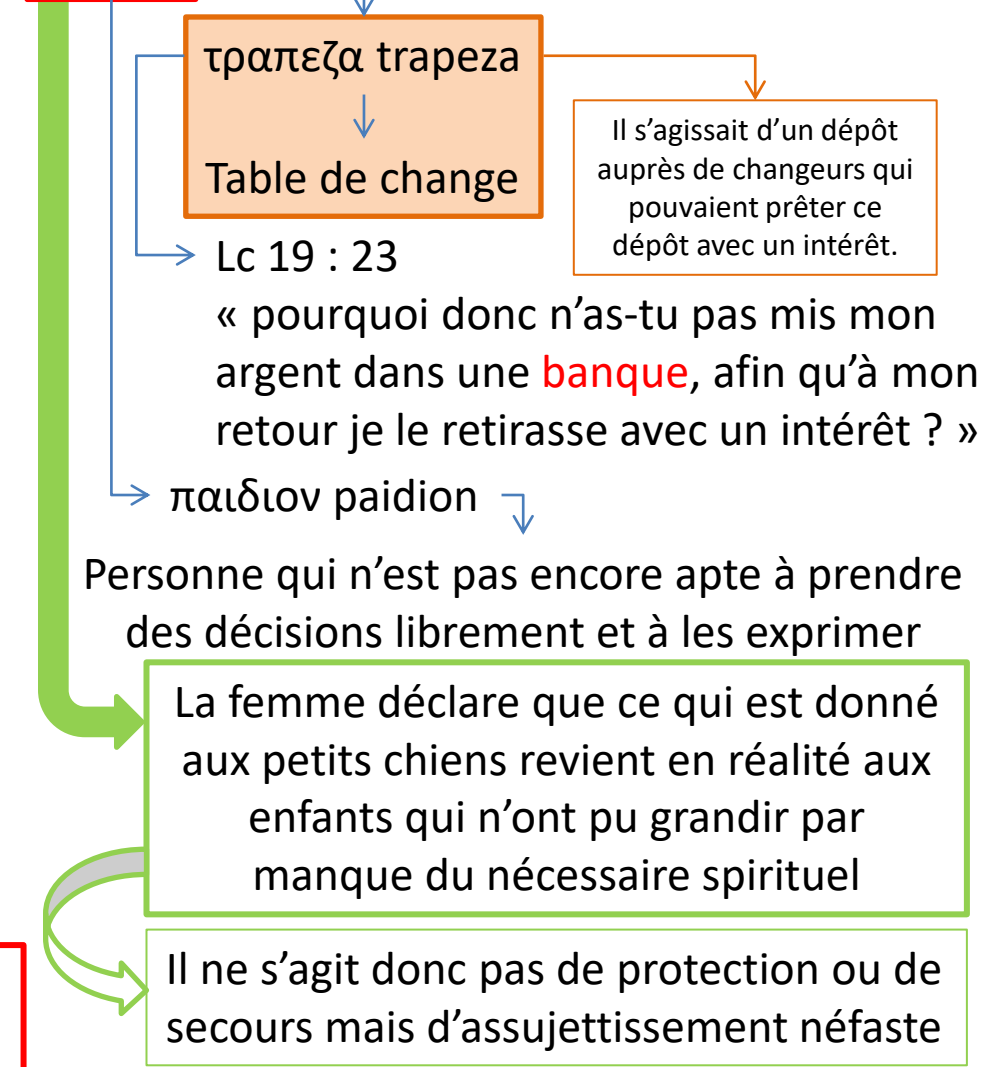 τραπεζα trapeza
Table de change
Il s’agissait d’un dépôt
auprès de changeurs qui
pouvaient prêter ce
dépôt avec un intérêt.
Lc 19 : 23
« pourquoi donc n’as-tu pas mis mon
argent dans une banque, afin qu’à mon
retour je le retirasse avec un intérêt ? »
παιδιον paidion
Personne qui n’est pas encore apte à prendre
des décisions librement et à les exprimer
La femme déclare que ce qui est donné
aux petits chiens revient en réalité aux
enfants qui n’ont pu grandir par
manque du nécessaire spirituel
Il ne s’agit donc pas de protection ou de
secours mais d’assujettissement néfaste